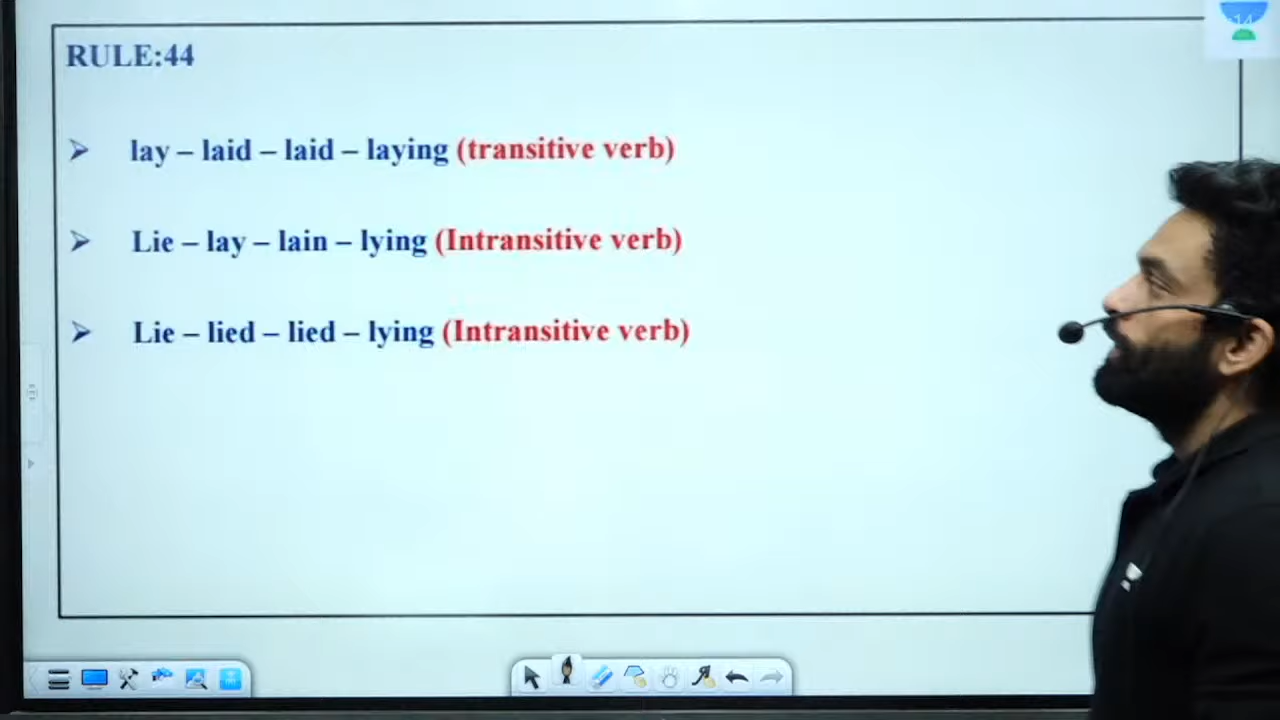 RULE:44
➢ lay – laid – laid – laying (transitive verb)
➢ Lie – lay – lain – lying (Intransitive verb)
➢ Lie – lied – lied – lying (Intransitive verb)